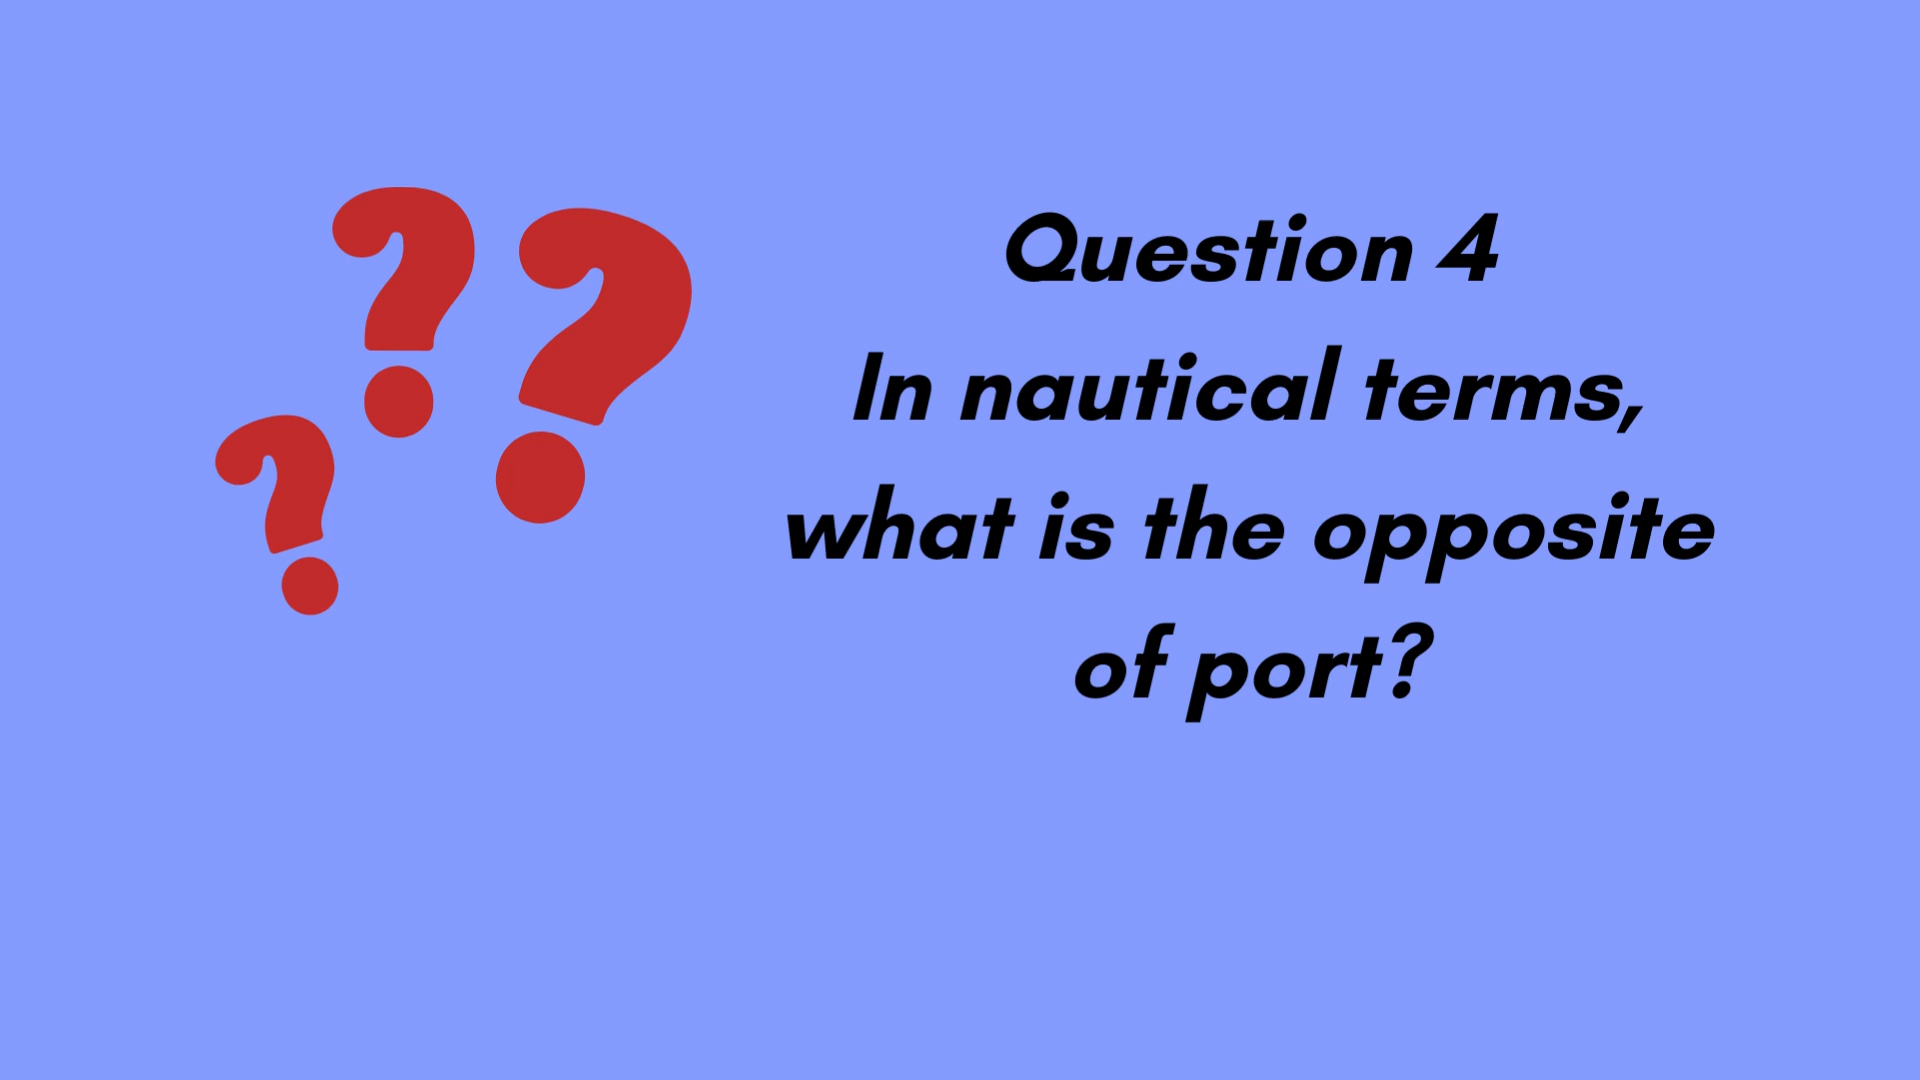 Question 4
In nautical terms,
what is the opposite
of port?